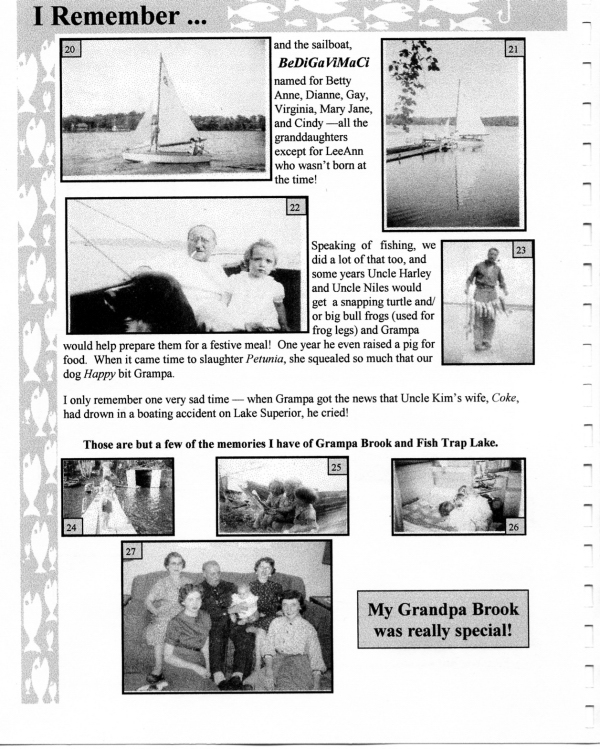 I Remember ...
20
and the sailboat,
BeDiGaViMaCi
named for Betty
Anne, Dianne, Gay,
Virginia, Mary Jane,
and Cindy —all the
granddaughters
except for LeeAnn
who wasn't born at
the time!
21
22
Speaking of fishing, we
did a lot of that too, and
some years Uncle Harley
and Uncle Niles would
get a snapping turtle and/
or big bull frogs (used for
frog legs) and Grampa
23
would help prepare them for a festive meal! One year he even raised a pig for
food. When it came time to slaughter Petunia, she squealed so much that our
dog Happy bit Grampa.
I only remember one very sad time — when Grampa got the news that Uncle Kim's wife, Coke,
had drown in a boating accident on Lake Superior, he cried!
Those are but a few of the memories I have of Grampa Brook and Fish Trap Lake.
24
25
26
27
My Grandpa Brook
was really special!